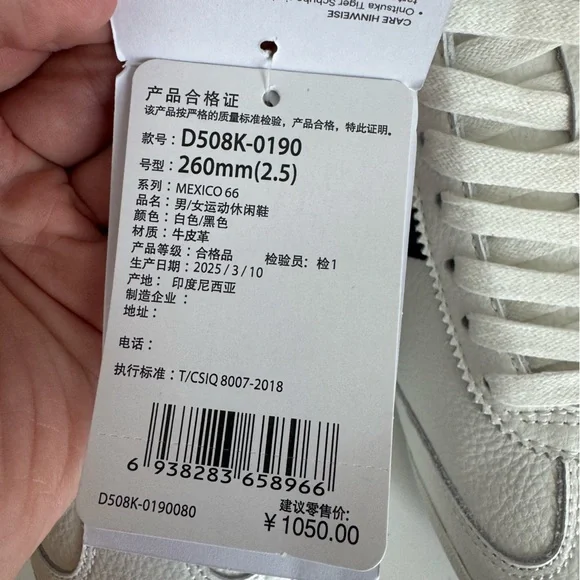 CARE HINWEISE
• Onitsuka Tiger
产品合格证
该产品按严格的质量标准检验，产品合格，特此证明。
款号：D508K-0190
号型：260mm(2.5)
系列：MEXICO 66
品名：男/女运动休闲鞋
颜色：白色/黑色
材质：牛皮革
产品等级：合格品 检验员：检1
生产日期：2025 / 3 / 10
产地： 印度尼西亚
制造企业：
地址：
电话：
执行标准：T/CSIQ 8007-2018
6 938283 658966
D508K-0190080
建议零售价:
¥ 1050.00